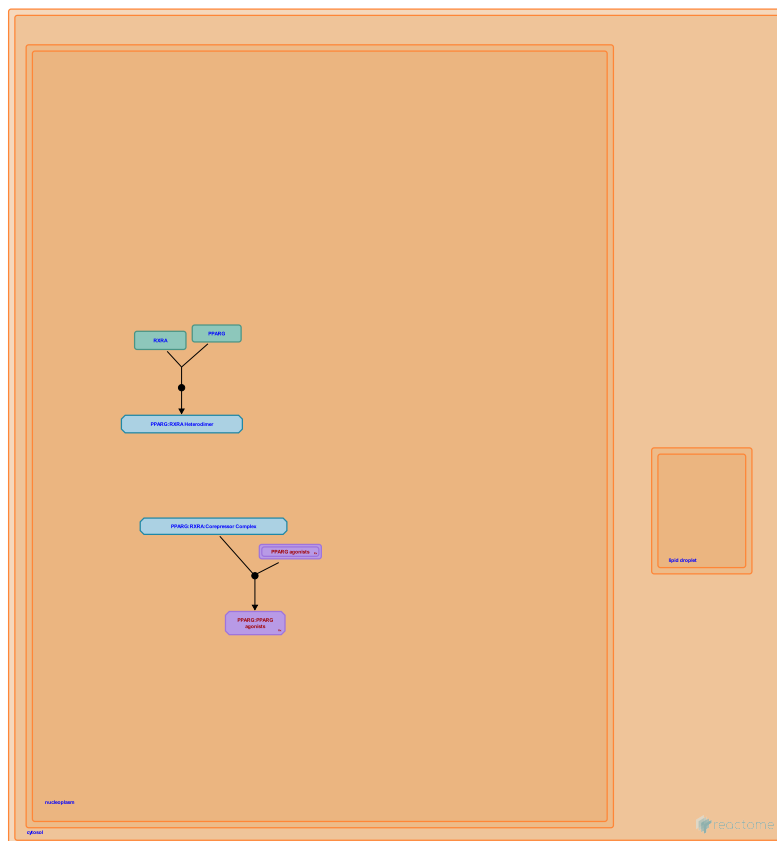 RXRA
PPARG
PPARG:RXRA Heterodimer
PPARG:RXRA:Corepressor Complex
PPARG agonists
PPARG:PPARG
agonists
lipid droplet
nucleoplasm
cytosol
reactome